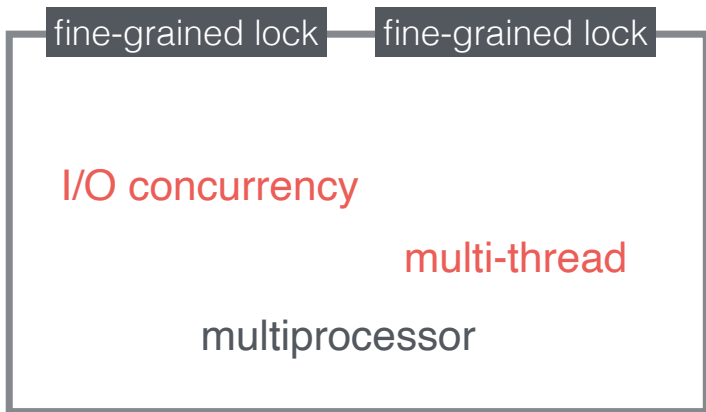 fine-grained lock fine-grained lock
I/O concurrency
multi-thread
multiprocessor